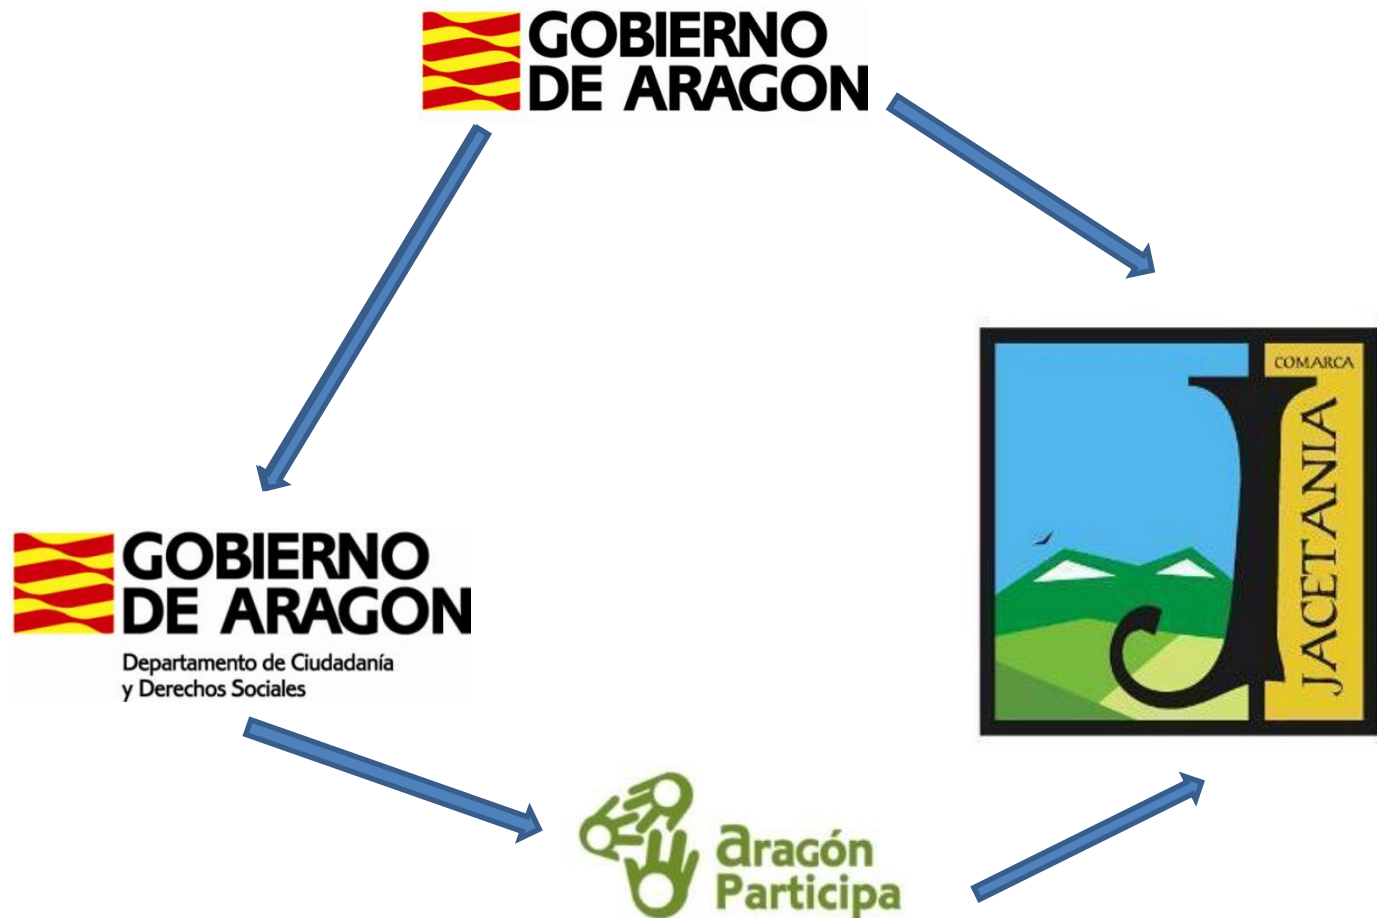 GOBIERNO
DE ARAGON
COMARCA
JACETANIA
GOBIERNO
DE ARAGON
Departamento de Ciudadanía
y Derechos Sociales
aragón
Participa